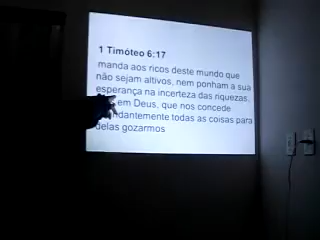 1 Timóteo 6:17
manda aos ricos deste mundo que
não sejam altivos, nem ponham a sua
esperança na incerteza das riquezas,
em Deus, que nos concede
todas as coisas para
delas gozarmos